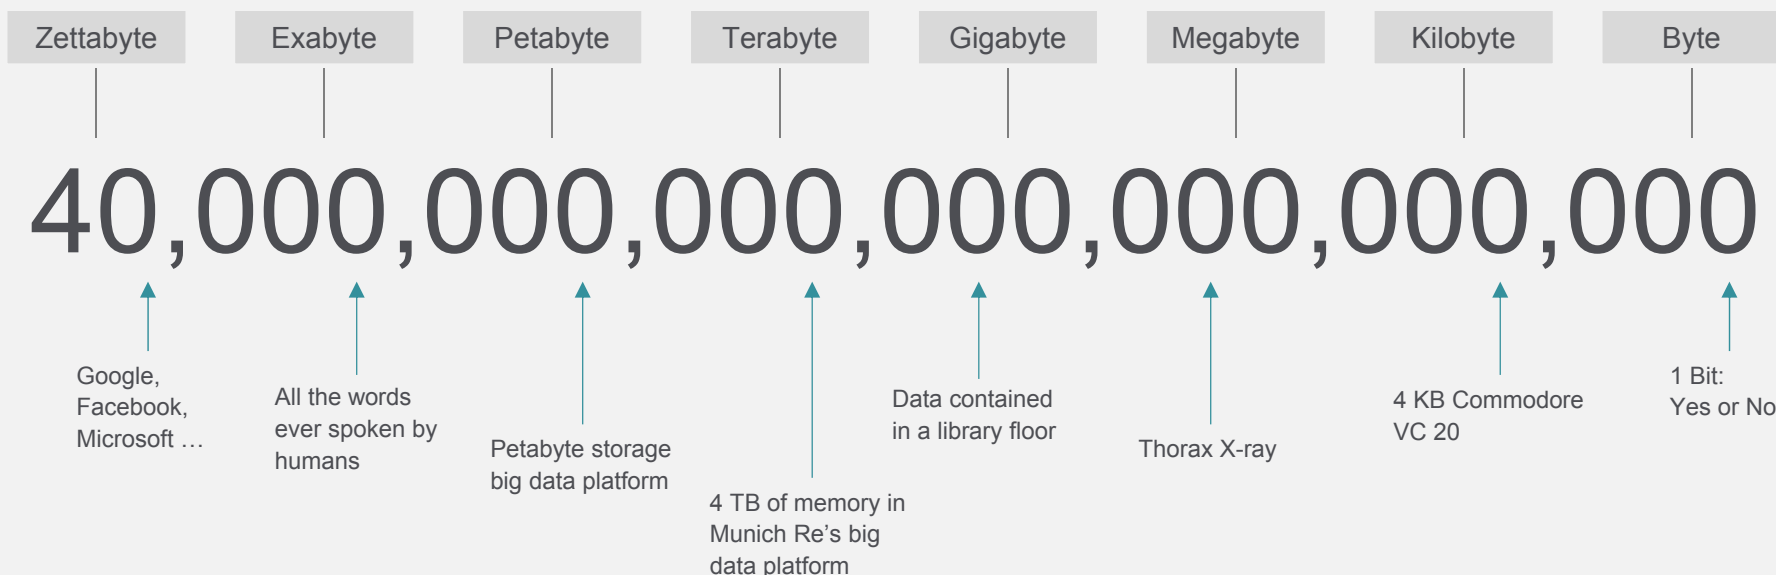 Zettabyte
Exabyte
Petabyte
Terabyte
Gigabyte
Megabyte
Kilobyte
Byte
40,000,000,000,000,000,000,000
Google,
Facebook,
Microsoft …
All the words
ever spoken by
humans
Petabyte storage
big data platform
4 TB of memory in
Munich Re’s big
data platform
Data contained
in a library floor
Thorax X-ray
4 KB Commodore
VC 20
1 Bit:
Yes or No